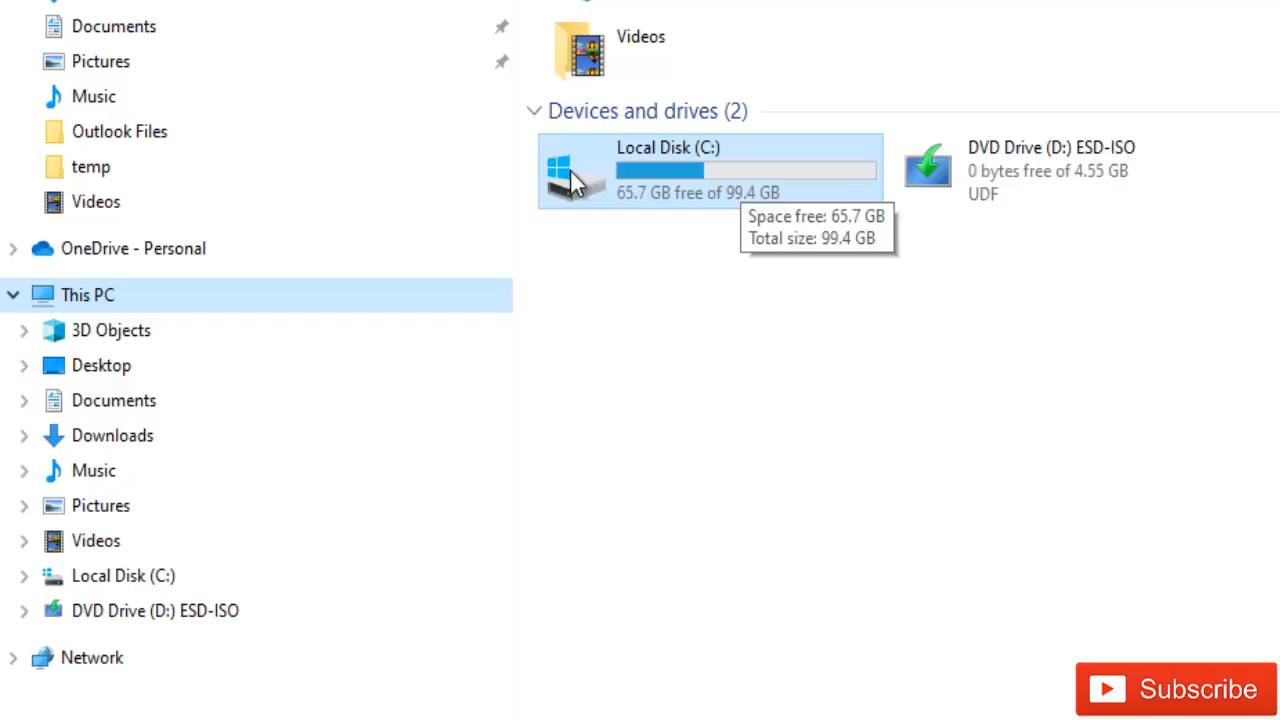 Documents
Pictures
Music
Outlook Files
temp
Videos
OneDrive - Personal
This PC
3D Objects
Desktop
Documents
Downloads
Music
Pictures
Videos
Local Disk (C:)
DVD Drive (D:) ESD-ISO
Network
Videos
Devices and drives (2)
Local Disk (C:)
65.7 GB free of 99.4 GB
Space free: 65.7 GB
Total size: 99.4 GB
DVD Drive (D:) ESD-ISO
0 bytes free of 4.55 GB
UDF
Subscribe